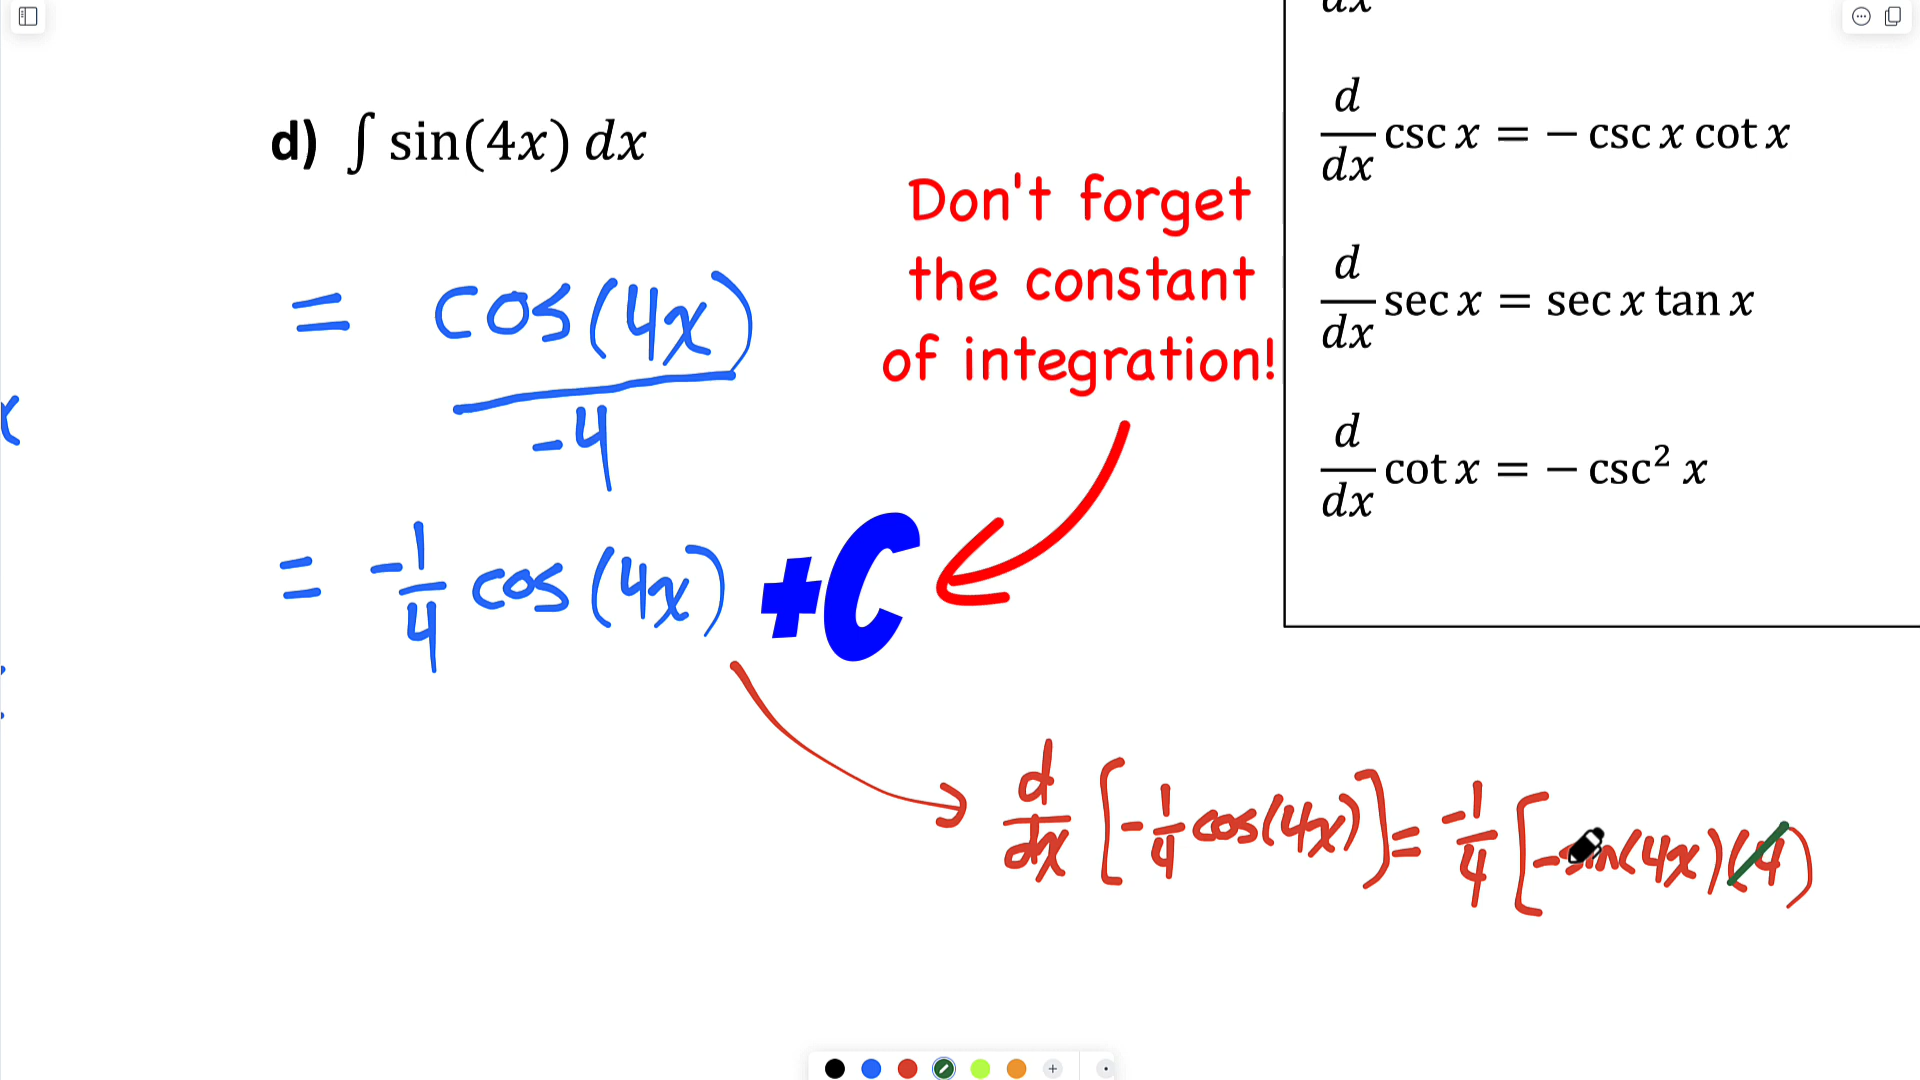 dx
d) ∫ sin(4x) dx
d/dx csc x = − csc x cot x
Don't forget
the constant
of integration!
d/dx sec x = sec x tan x
= cos(4x)/-4
d/dx cot x = − csc² x
= -1/4 cos(4x) +C
d/dx [-1/4 cos(4x)] = -1/4 [-sin(4x)(4)